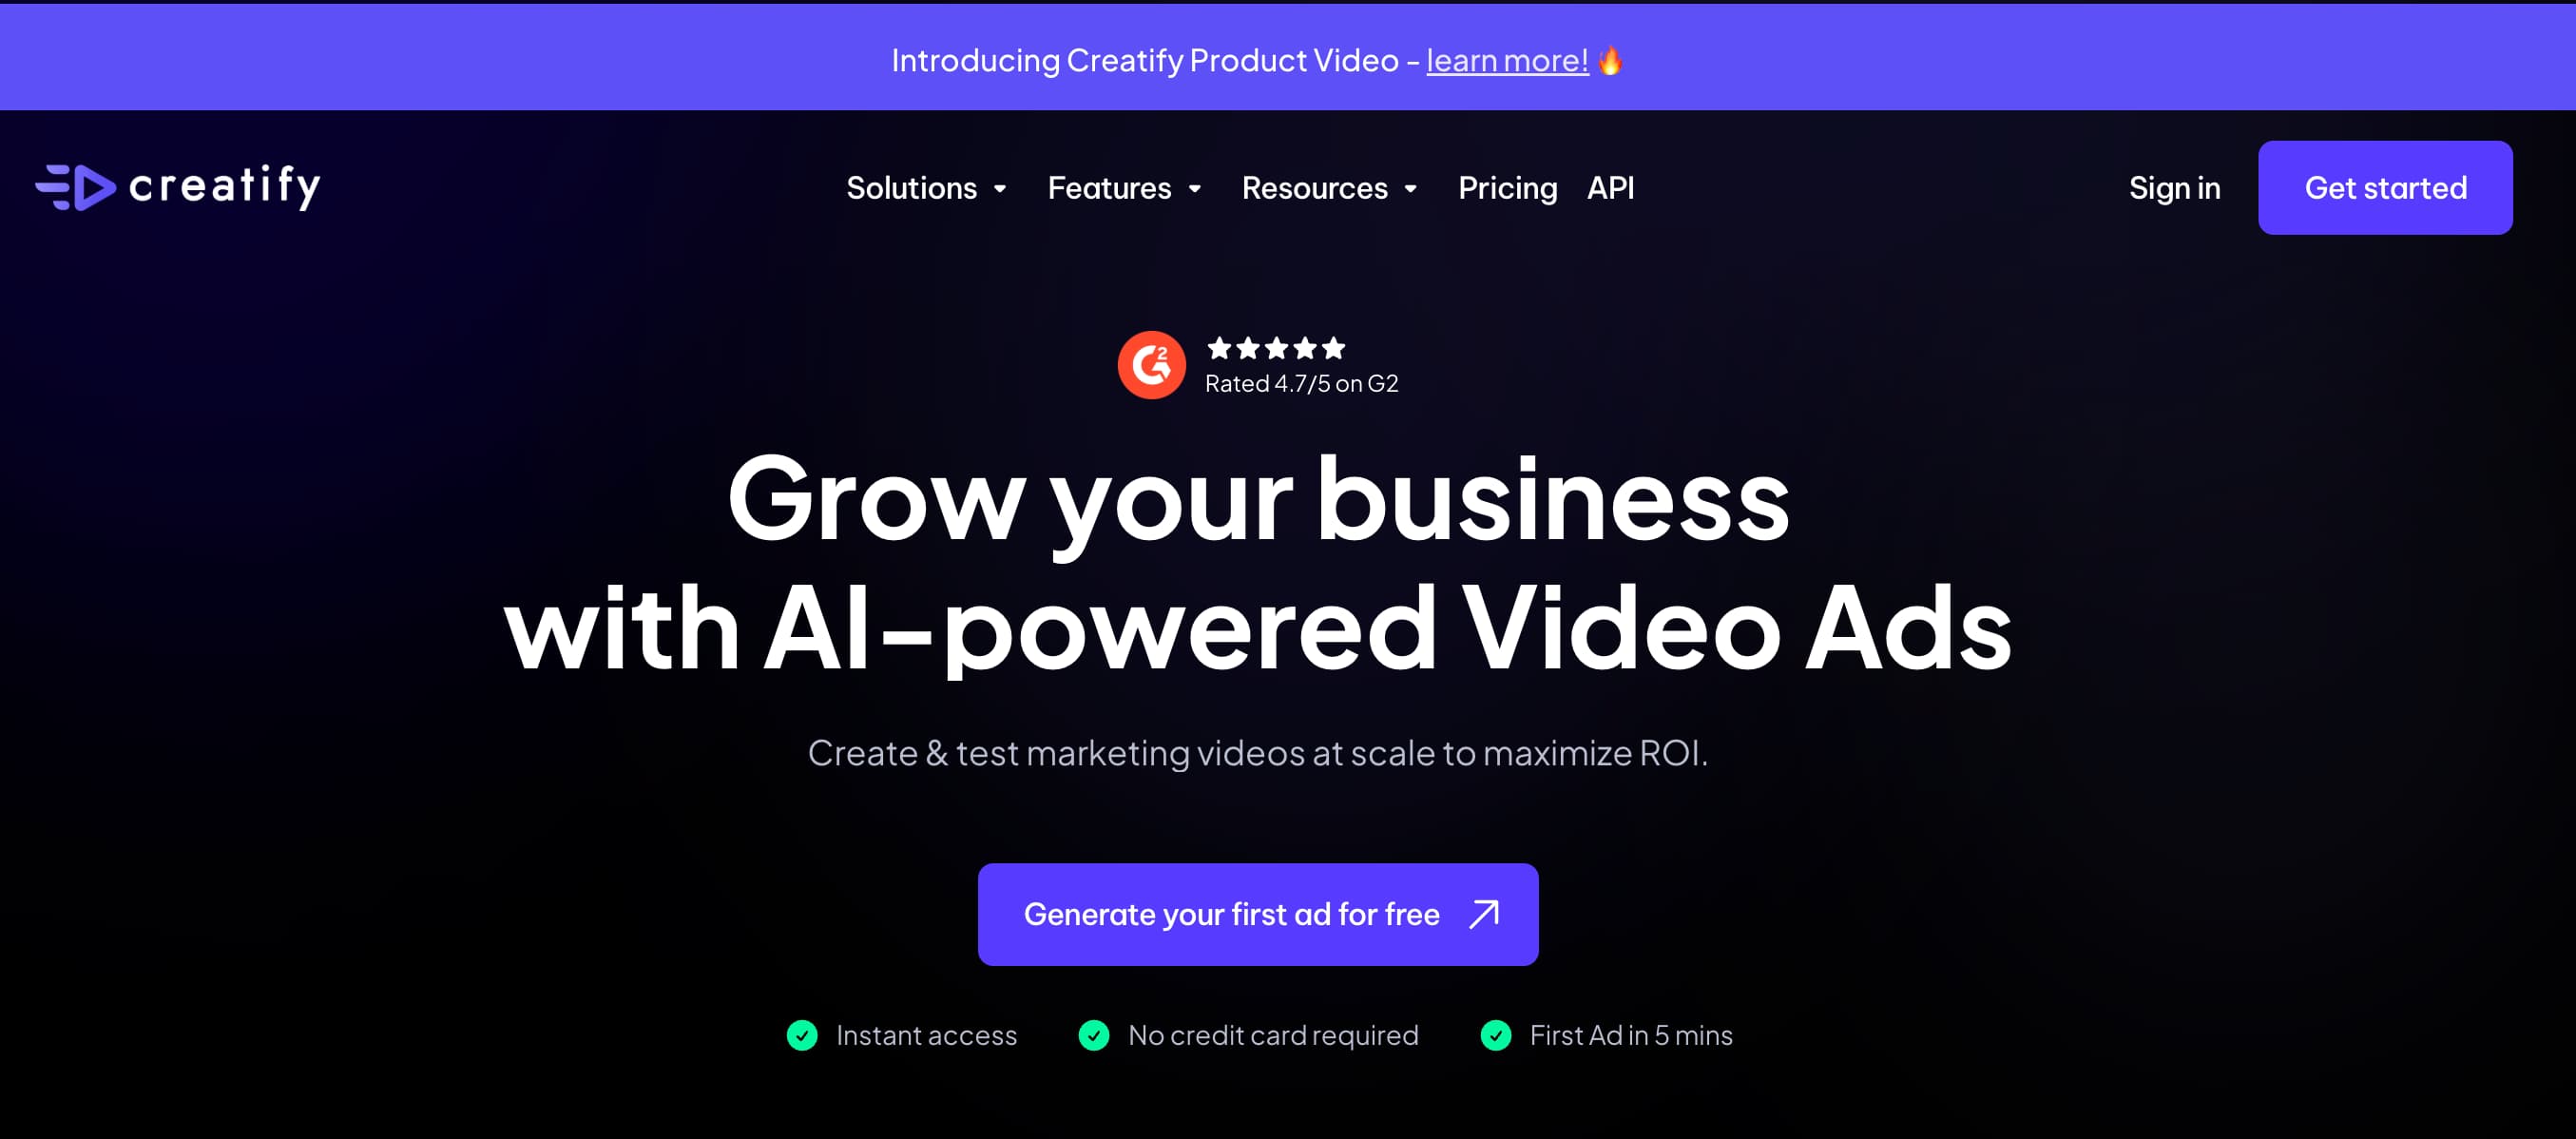 Introducing Creatify Product Video - learn more! 🔥
creatify
Solutions Features Resources Pricing API
Sign in Get started
Rated 4.7/5 on G2
Grow your business
with AI-powered Video Ads
Create & test marketing videos at scale to maximize ROI.
Generate your first ad for free
Instant access No credit card required First Ad in 5 mins